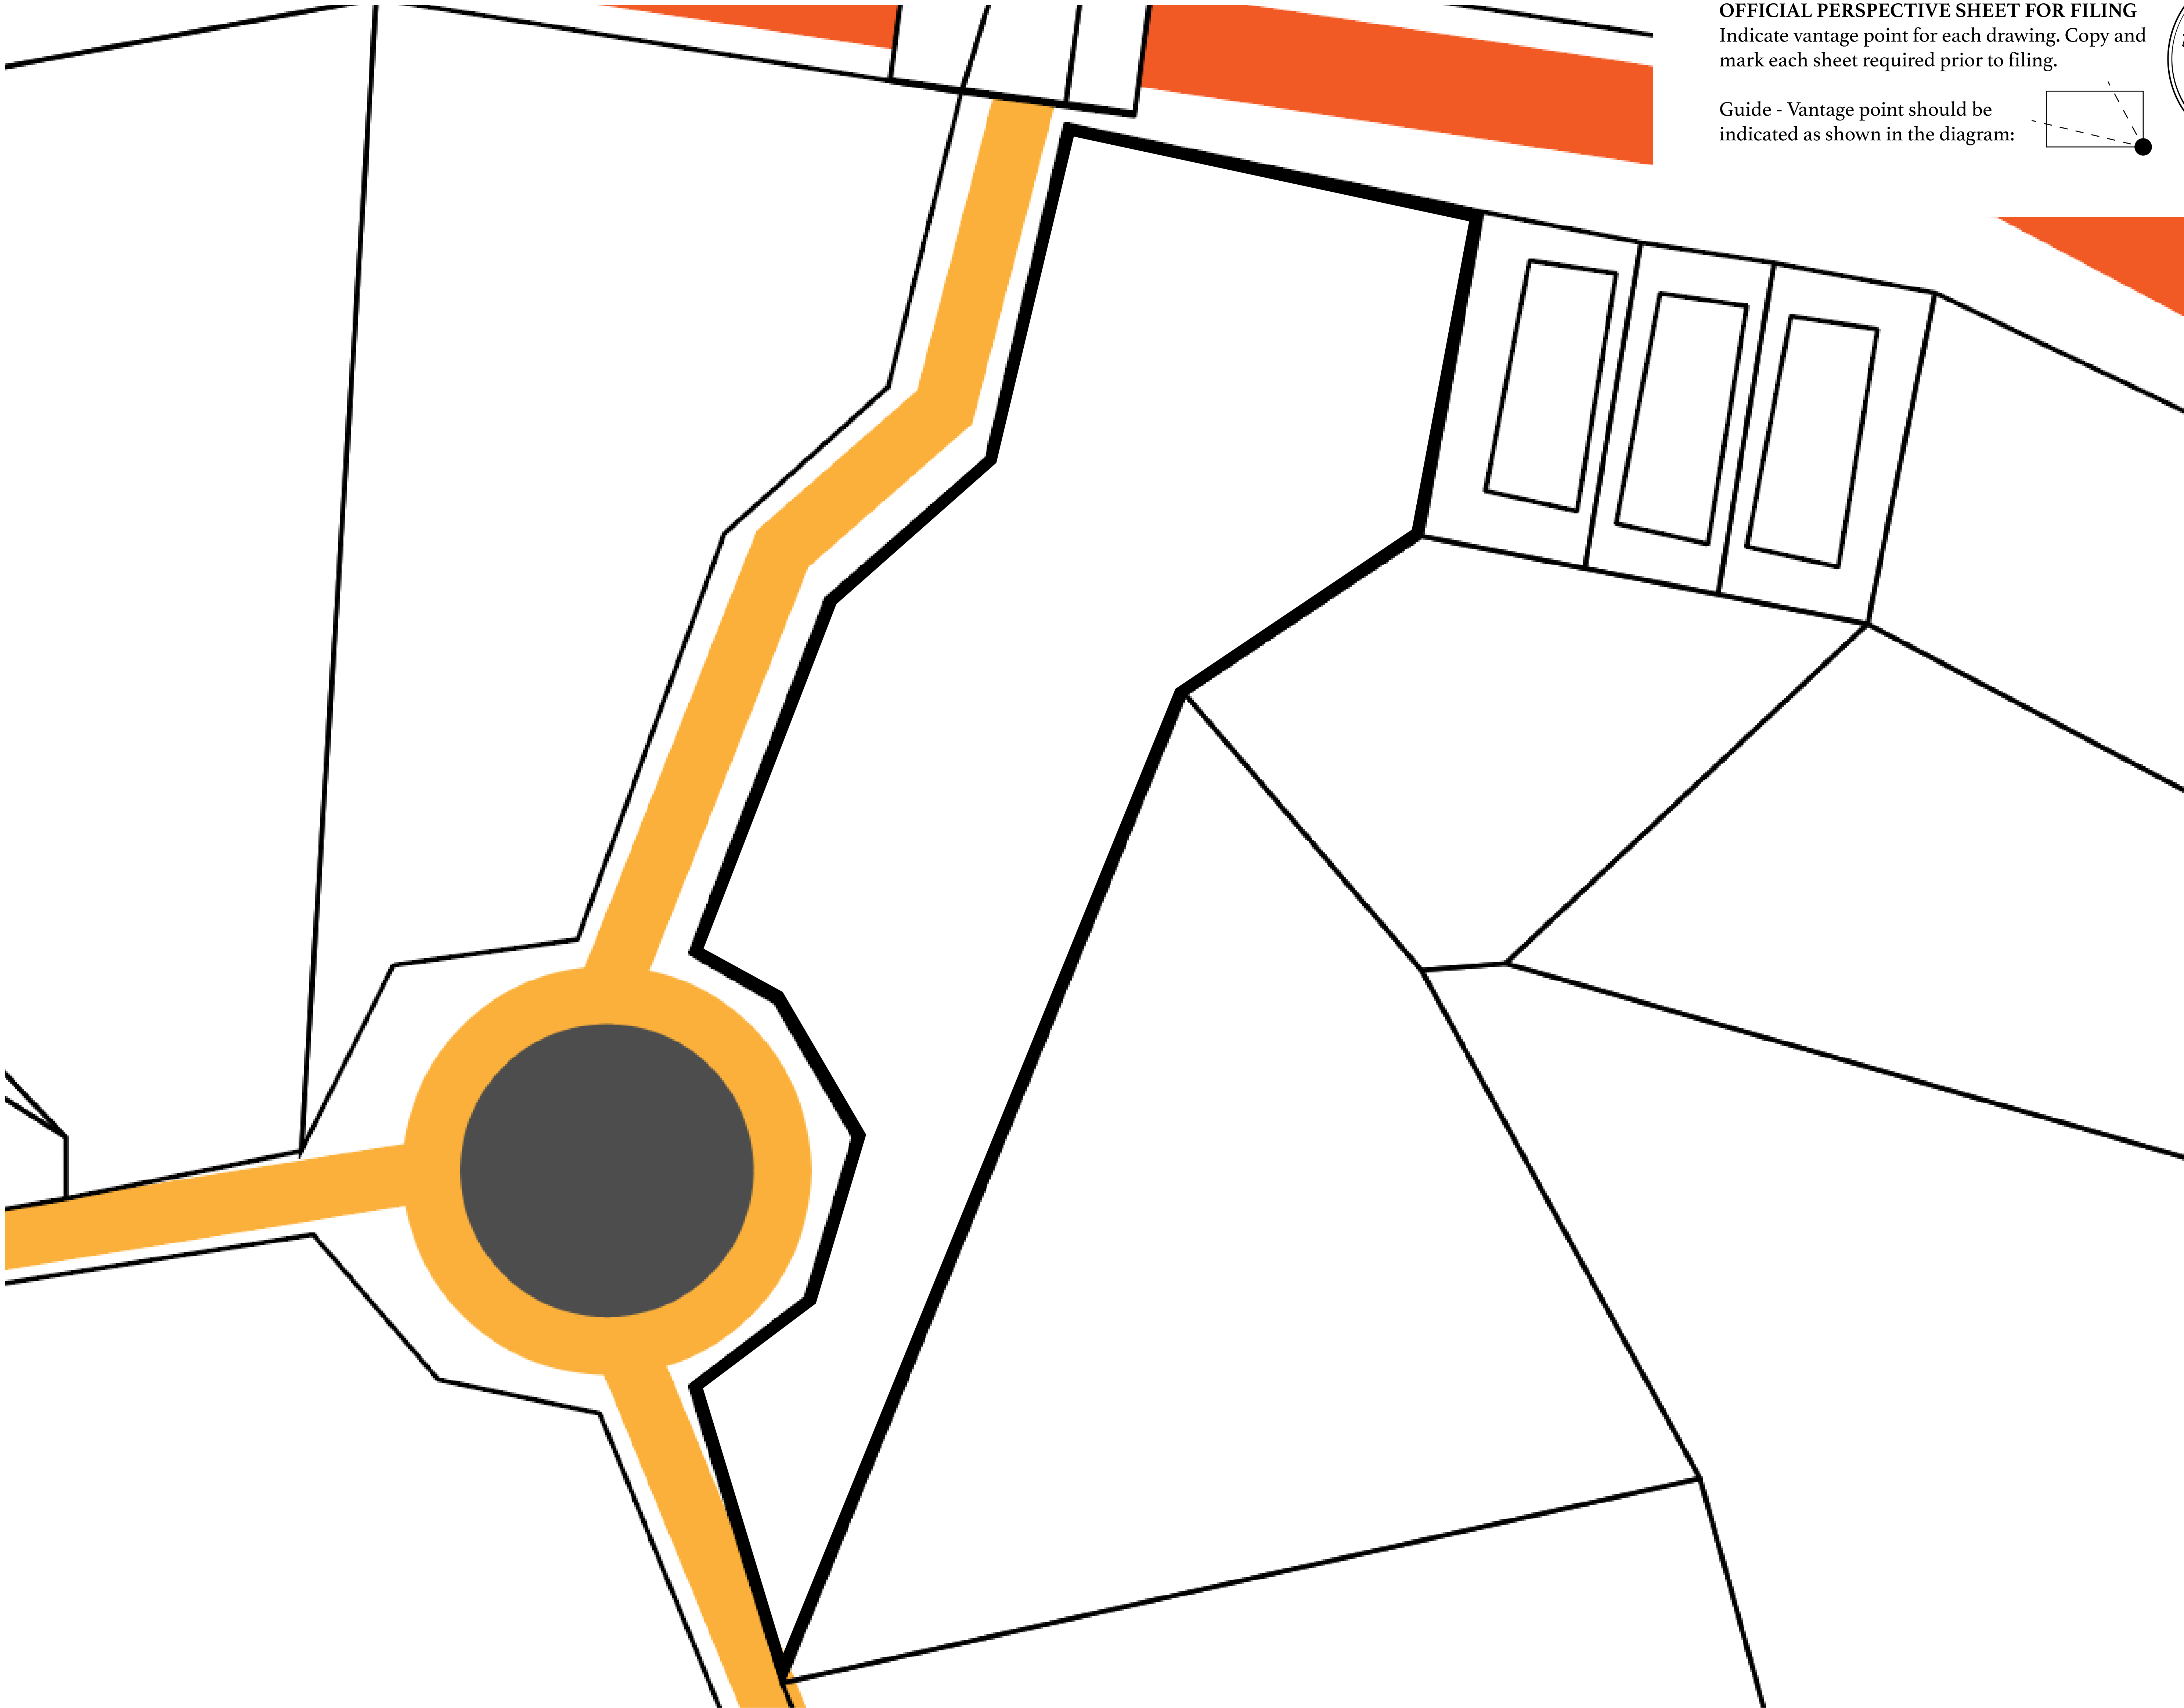 OFFICIAL PERSPECTIVE SHEET FOR FILING
Indicate vantage point for each drawing. Copy and
mark each sheet required prior to filing.
Guide - Vantage point should be
indicated as shown in the diagram: